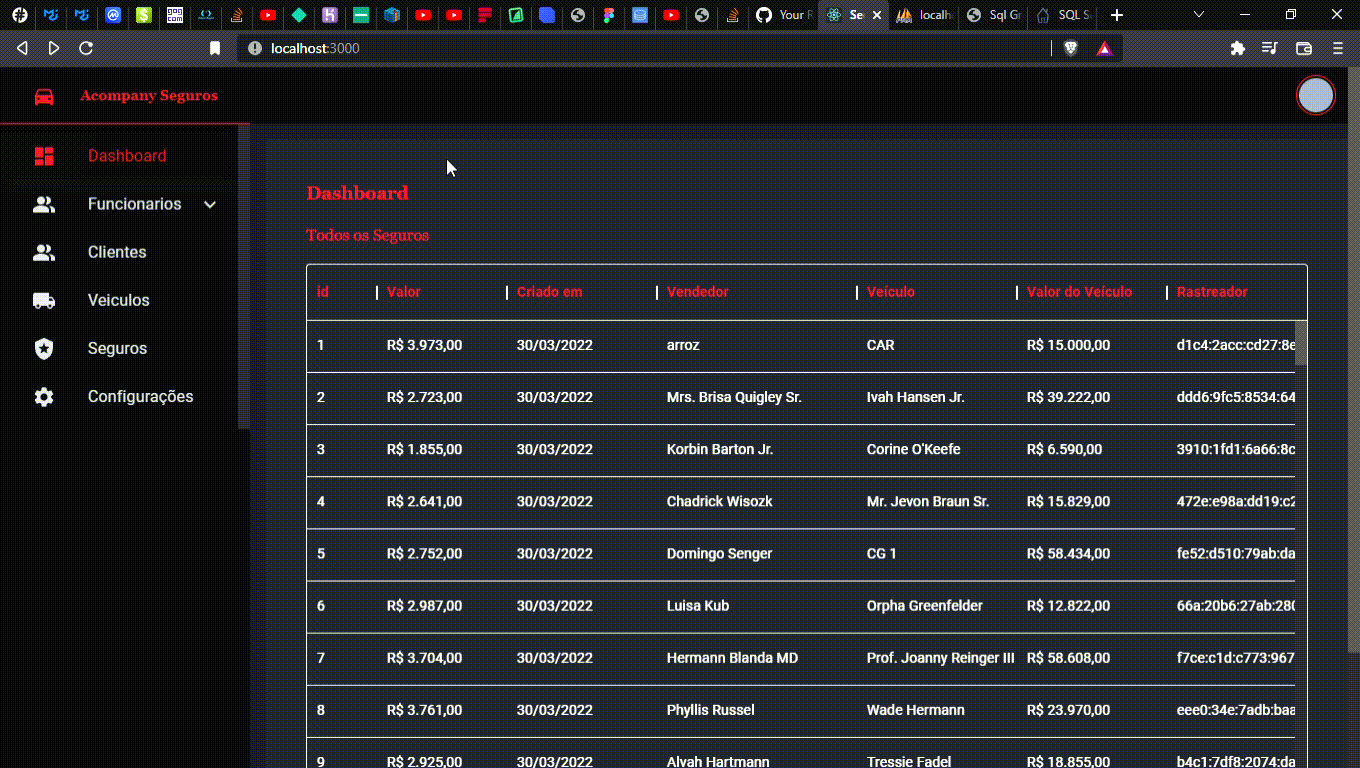 Your R
Se
localh
Sql Gr
SQL S
localhost:3000
Acompany Seguros
Dashboard
Funcionarios
Clientes
Veiculos
Seguros
Configurações
Dashboard
Todos os Seguros
id Valor Criado em Vendedor Veículo Valor do Veículo Rastreador
1 R$ 3.973,00 30/03/2022 arroz CAR R$ 15.000,00 d1c4:2acc:cd27:8e
2 R$ 2.723,00 30/03/2022 Mrs. Brisa Quigley Sr. Ivah Hansen Jr. R$ 39.222,00 ddd6:9fc5:8534:64
3 R$ 1.855,00 30/03/2022 Korbin Barton Jr. Corine O'Keefe R$ 6.590,00 3910:1fd1:6a66:8c
4 R$ 2.641,00 30/03/2022 Chadrick Wisozk Mr. Jevon Braun Sr. R$ 15.829,00 472e:e98a:dd19:c2
5 R$ 2.752,00 30/03/2022 Domingo Senger CG 1 R$ 58.434,00 fe52:d510:79ab:da
6 R$ 2.987,00 30/03/2022 Luisa Kub Orpha Greenfelder R$ 12.822,00 66a:20b6:27ab:280
7 R$ 3.704,00 30/03/2022 Hermann Blanda MD Prof. Joanny Reinger III R$ 58.608,00 f7ce:c1d:c773:967
8 R$ 3.761,00 30/03/2022 Phyllis Russel Wade Hermann R$ 23.970,00 eee0:34e:7adb:baa
9 R$ 2.925,00 30/03/2022 Alvah Hartmann Tressie Fadel R$ 18.855,00 b4c1:7df8:2074:da